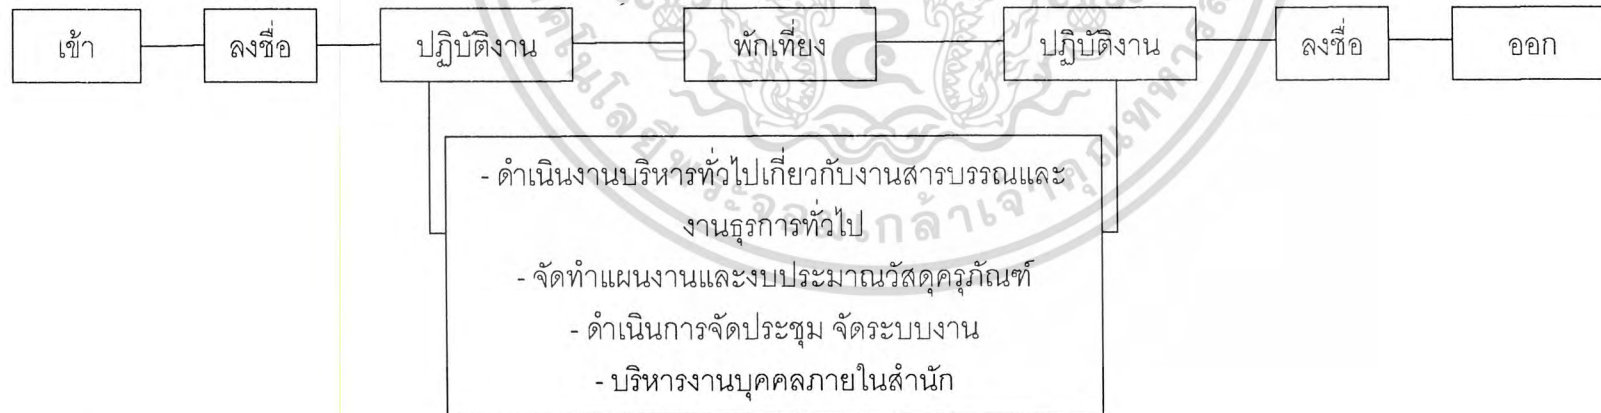 เข้า
ลงชื่อ
ปฏิบัติงาน
พักเที่ยง
ปฏิบัติงาน
ลงชื่อ
ออก
- ดำเนินงานบริหารทั่วไปเกี่ยวกับงานสารบรรณและ
งานธุรการทั่วไป
- จัดทำแผนงานและงบประมาณวัสดุครุภัณฑ์
- ดำเนินการจัดประชุม จัดระบบงาน
- บริหารงานบุคคลภายในสำนัก